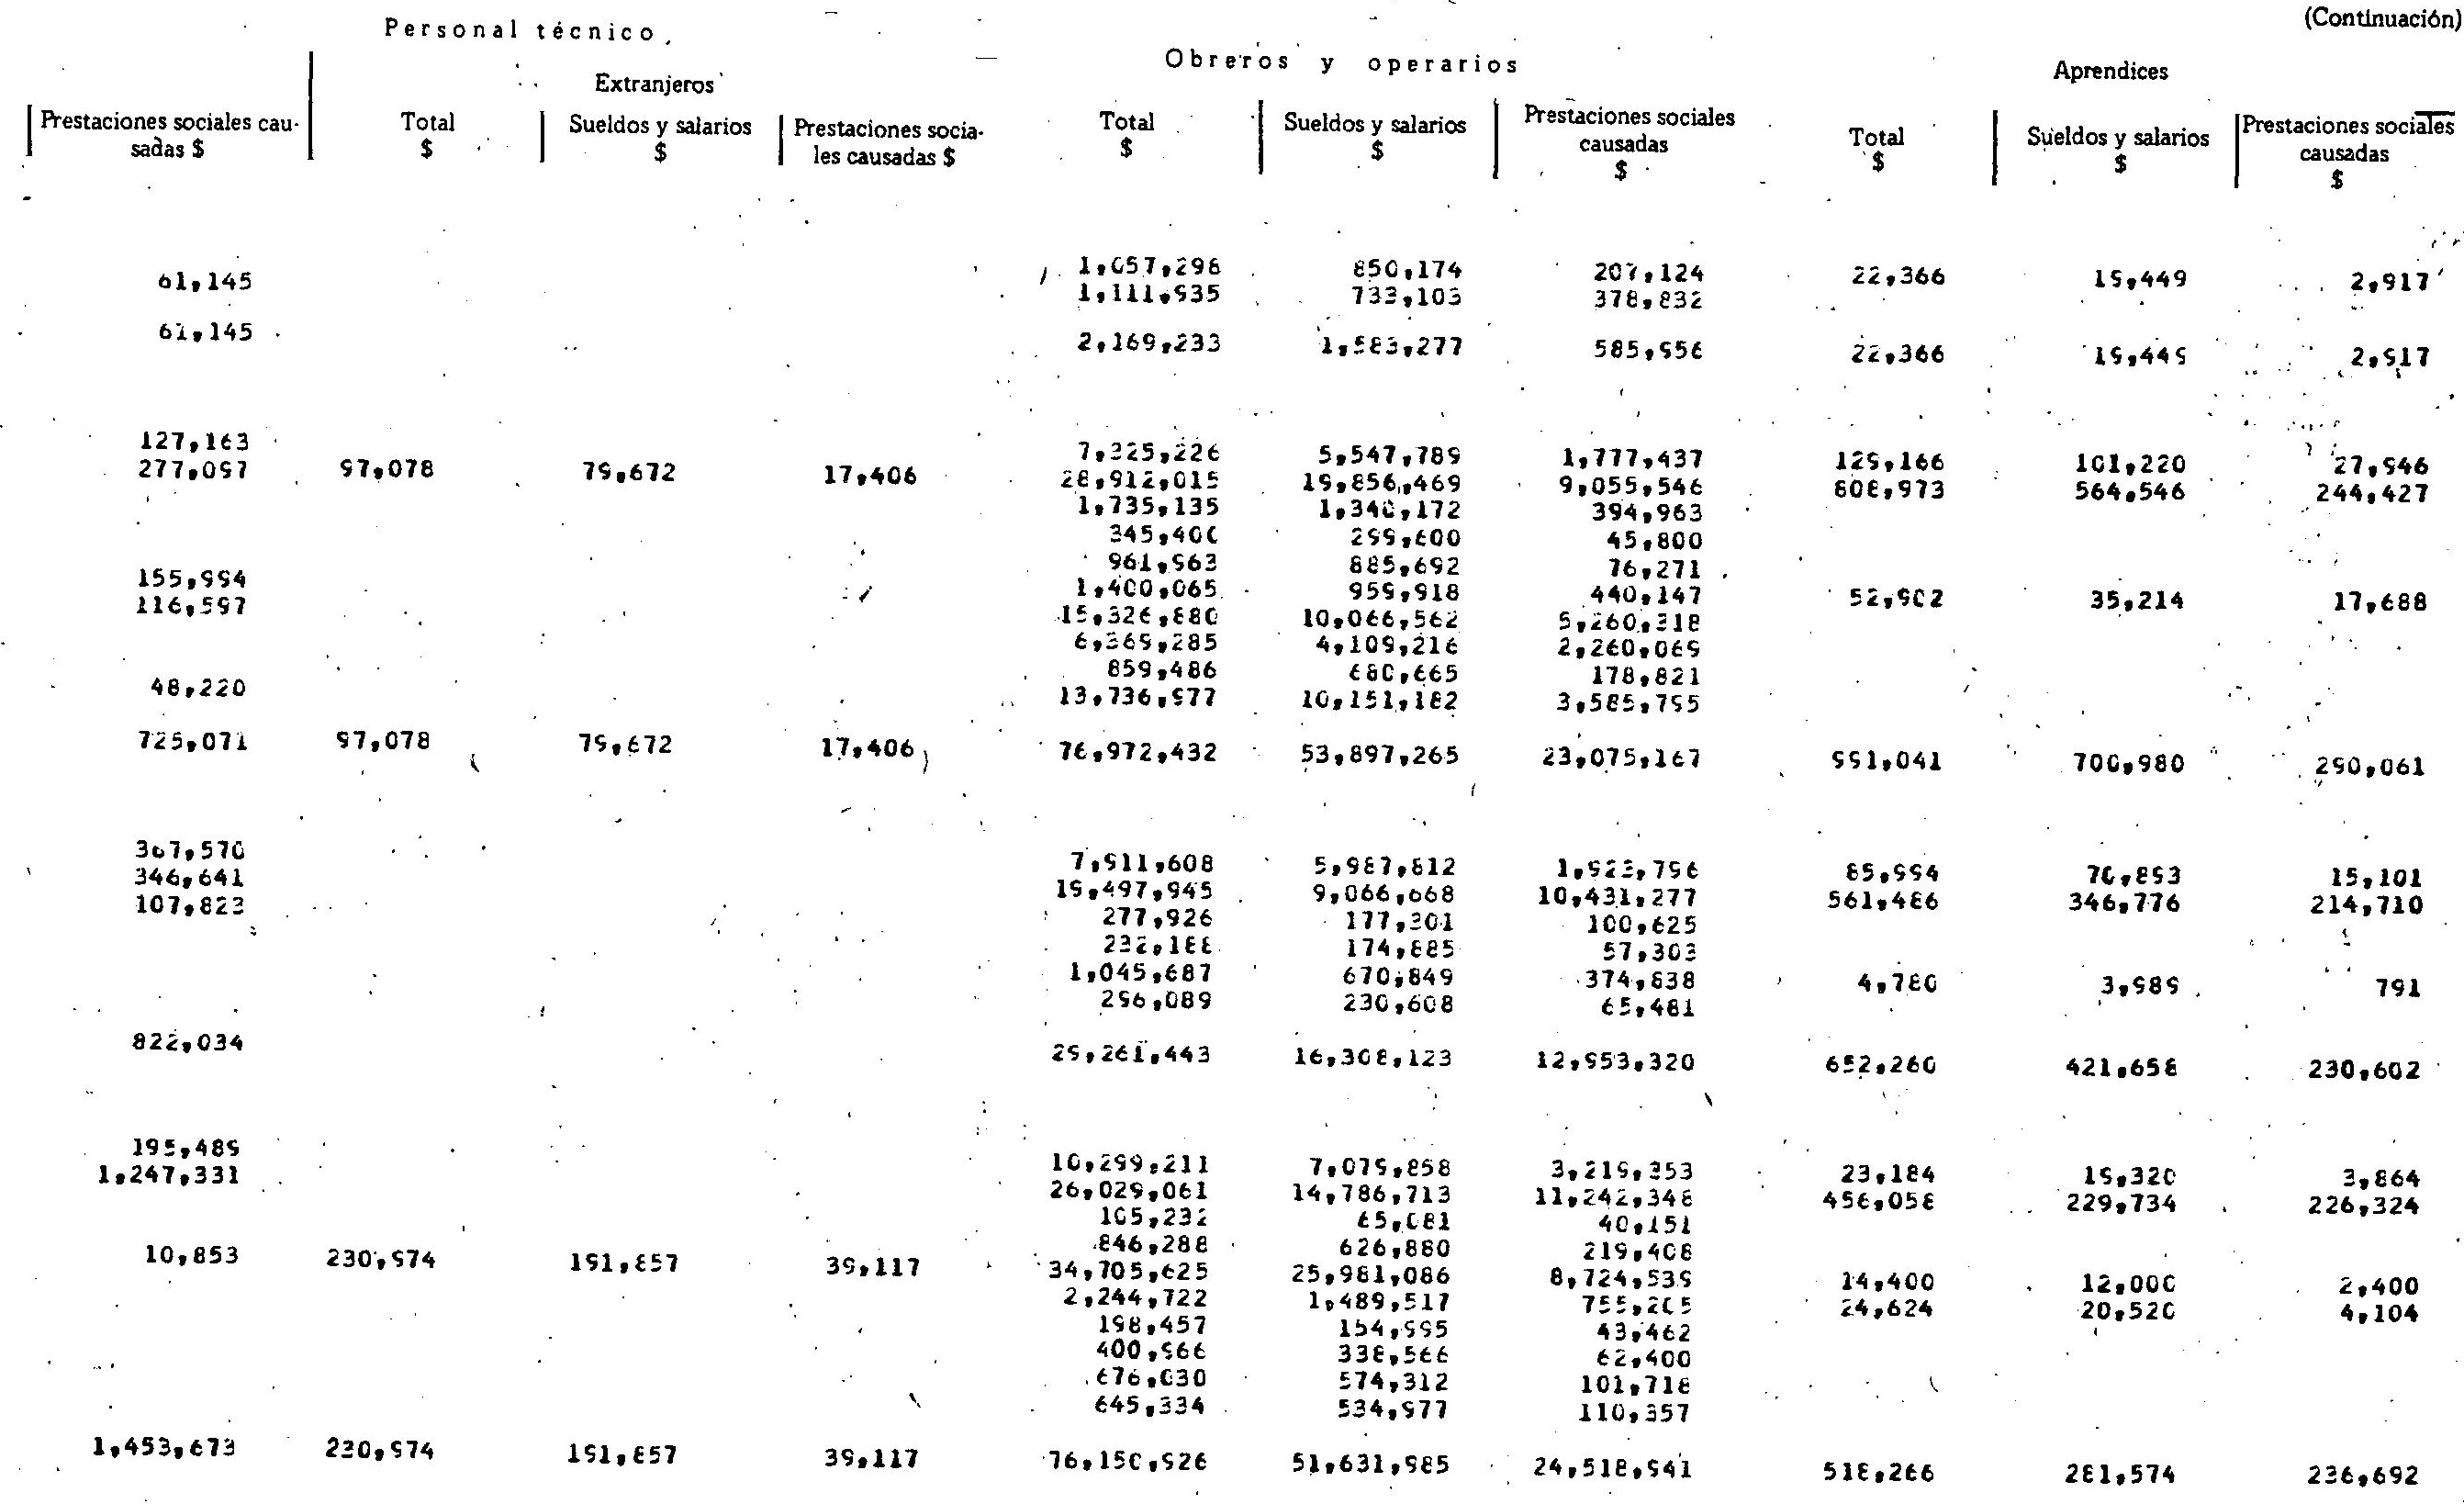 (Continuación)
Personal técnico
Obreros y operarios
Extranjeros
Aprendices
Prestaciones sociales causadas $ Total $ Sueldos y salarios $ Prestaciones sociales causadas $ Total $ Sueldos y salarios $ Prestaciones sociales causadas $ Total $ Sueldos y salarios $ Prestaciones sociales causadas $
61,145 1,057,298 850,174 207,124 22,366 19,449 2,917
1,111,935 733,103 378,832
61,145 2,169,233 1,583,277 585,956 22,366 19,449 2,917
127,163 7,325,226 5,547,789 1,777,437 129,166 101,220 27,946
277,097 97,078 79,672 17,406 28,912,015 19,856,469 9,055,546 808,973 564,546 244,427
1,735,135 1,340,172 394,963
345,400 299,600 45,800
961,963 885,692 76,271
155,994 1,400,065 959,918 440,147 52,902 35,214 17,688
116,597 15,326,880 10,066,562 5,260,318
6,369,285 4,109,216 2,260,069
859,486 680,665 178,821
48,220 13,736,977 10,151,182 3,585,795
725,071 97,078 79,672 17,406 76,972,432 53,897,265 23,075,167 991,041 700,980 290,061
367,570 7,911,608 5,987,812 1,923,796 85,994 70,893 15,101
346,641 19,497,945 9,066,668 10,431,277 561,486 346,776 214,710
107,823 277,926 177,301 100,625
232,188 174,885 57,303
1,045,687 670,849 374,838 4,780 3,989 791
296,089 230,608 65,481
822,034 29,261,443 16,308,123 12,953,320 652,260 421,658 230,602
195,489 10,299,211 7,079,858 3,219,353 23,184 19,320 3,864
1,247,331 26,029,061 14,786,713 11,242,348 456,058 229,734 226,324
105,232 65,081 40,151
846,288 626,880 219,408
10,853 230,974 191,857 39,117 34,705,625 25,981,086 8,724,539 14,400 12,000 2,400
2,244,722 1,489,517 755,205 24,624 20,520 4,104
198,457 154,995 43,462
400,966 338,566 62,400
676,030 574,312 101,718
645,334 534,977 110,357
1,453,673 230,974 191,857 39,117 76,150,926 51,631,985 24,518,941 518,266 281,574 236,692